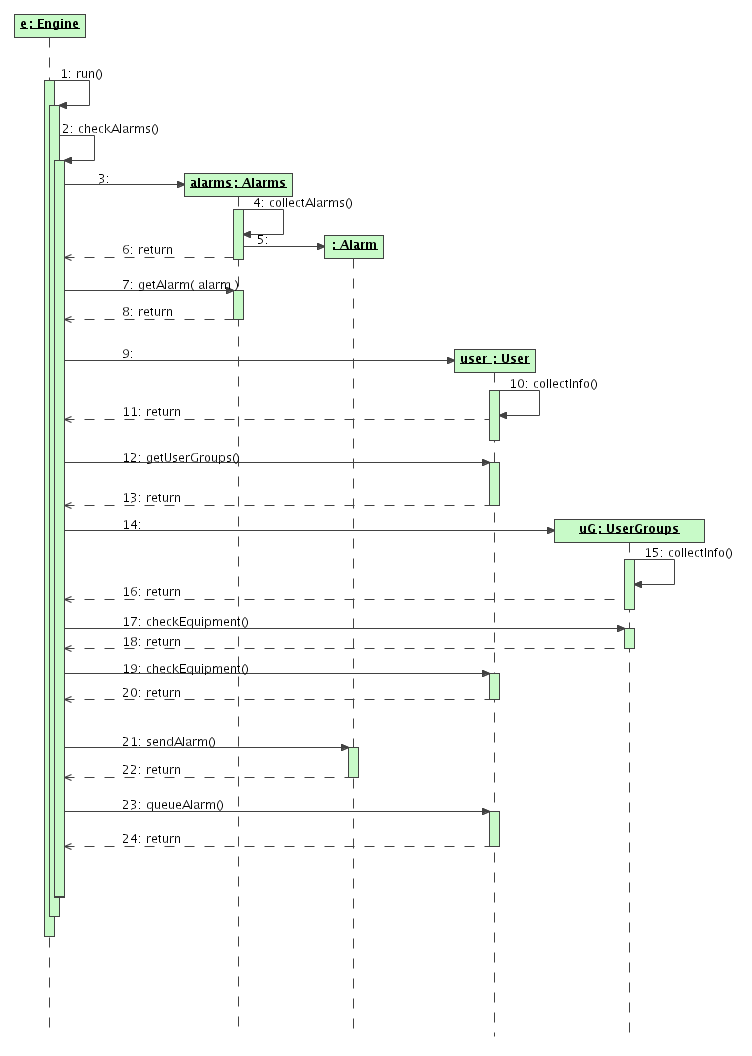 e : Engine
1: run()
2: checkAlarms()
3:
alarms : Alarms
4: collectAlarms()
5:
: Alarm
6: return
7: getAlarm( alarm )
8: return
9:
user : User
10: collectInfo()
11: return
12: getUserGroups()
13: return
14:
uG : UserGroups
15: collectInfo()
16: return
17: checkEquipment()
18: return
19: checkEquipment()
20: return
21: sendAlarm()
22: return
23: queueAlarm()
24: return